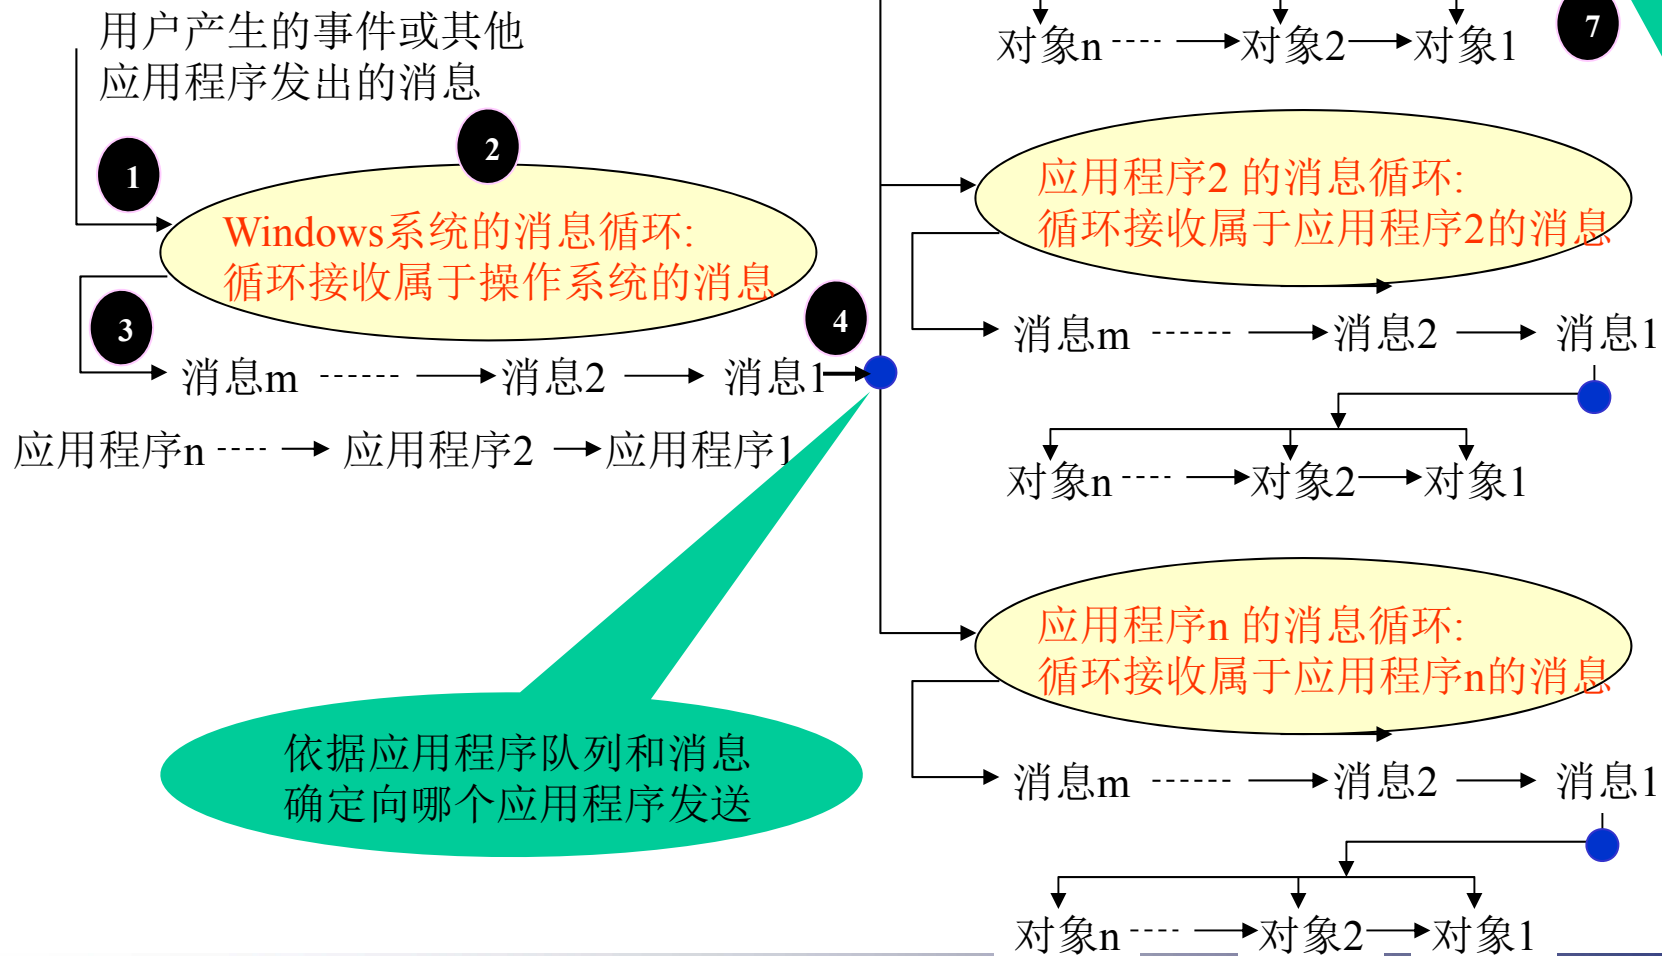 用户产生的事件或其他
应用程序发出的消息
1
2
Windows系统的消息循环:
循环接收属于操作系统的消息
3
4
消息m ------ 消息2 消息1
应用程序n ---- 应用程序2 应用程序1
依据应用程序队列和消息
确定向哪个应用程序发送
对象n ---- 对象2 对象1
7
应用程序2 的消息循环:
循环接收属于应用程序2的消息
消息m ------ 消息2 消息1
对象n ---- 对象2 对象1
应用程序n 的消息循环:
循环接收属于应用程序n的消息
消息m ------ 消息2 消息1
对象n ---- 对象2 对象1